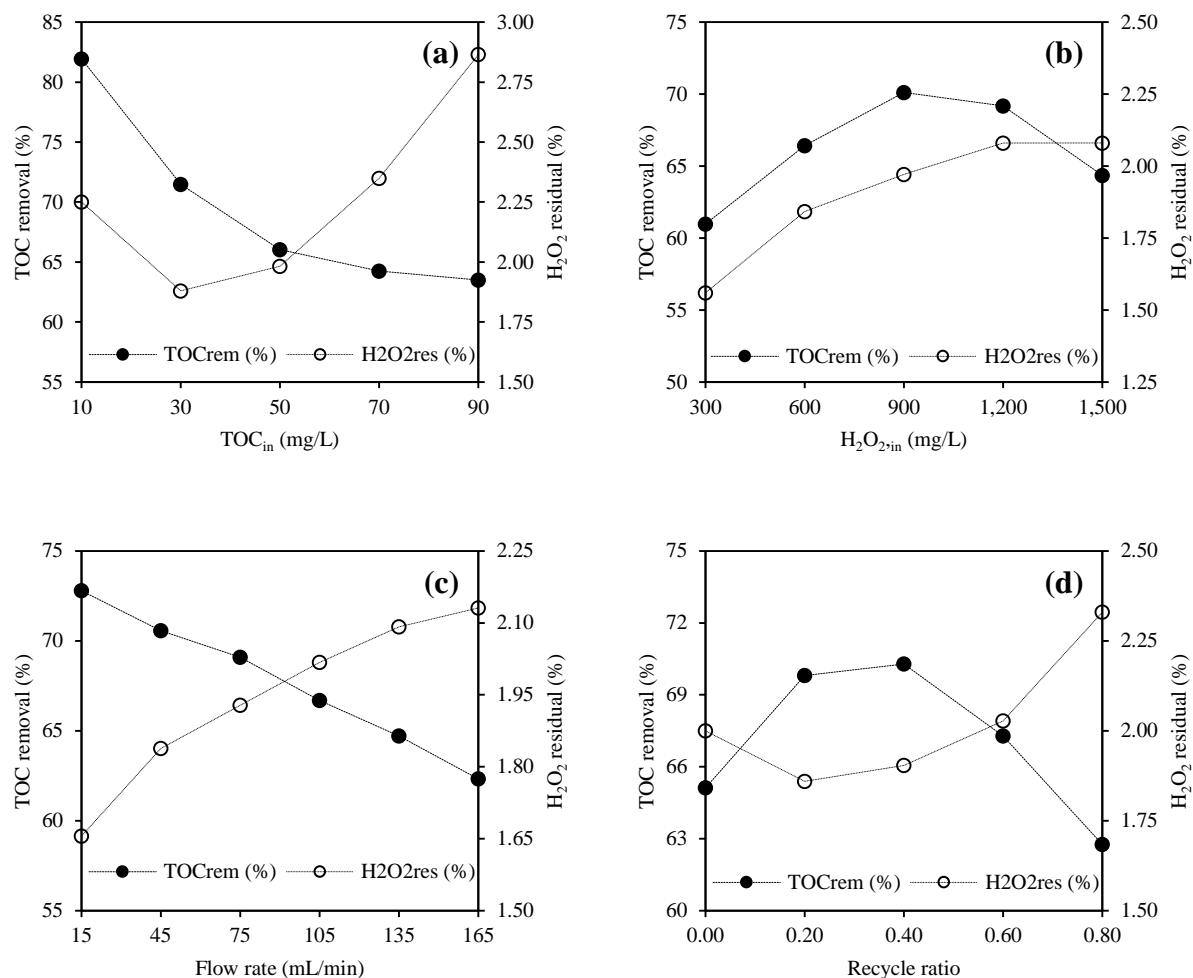 (a)
TOC removal (%)
85
80
75
70
65
60
55
3.00
2.75
2.50
2.25
2.00
1.75
1.50
H₂O₂ residual (%)
TOCrem (%) H2O2res (%)
10 30 50 70 90
TOCin (mg/L)
(b)
TOC removal (%)
75
70
65
60
55
50
2.50
2.25
2.00
1.75
1.50
1.25
H₂O₂ residual (%)
TOCrem (%) H2O2res (%)
300 600 900 1,200 1,500
H₂O₂,in (mg/L)
(c)
TOC removal (%)
75
70
65
60
55
2.25
2.10
1.95
1.80
1.65
1.50
H₂O₂ residual (%)
TOCrem (%) H2O2res (%)
15 45 75 105 135 165
Flow rate (mL/min)
(d)
TOC removal (%)
75
72
69
66
63
60
2.50
2.25
2.00
1.75
1.50
H₂O₂ residual (%)
TOCrem (%) H2O2res (%)
0.00 0.20 0.40 0.60 0.80
Recycle ratio